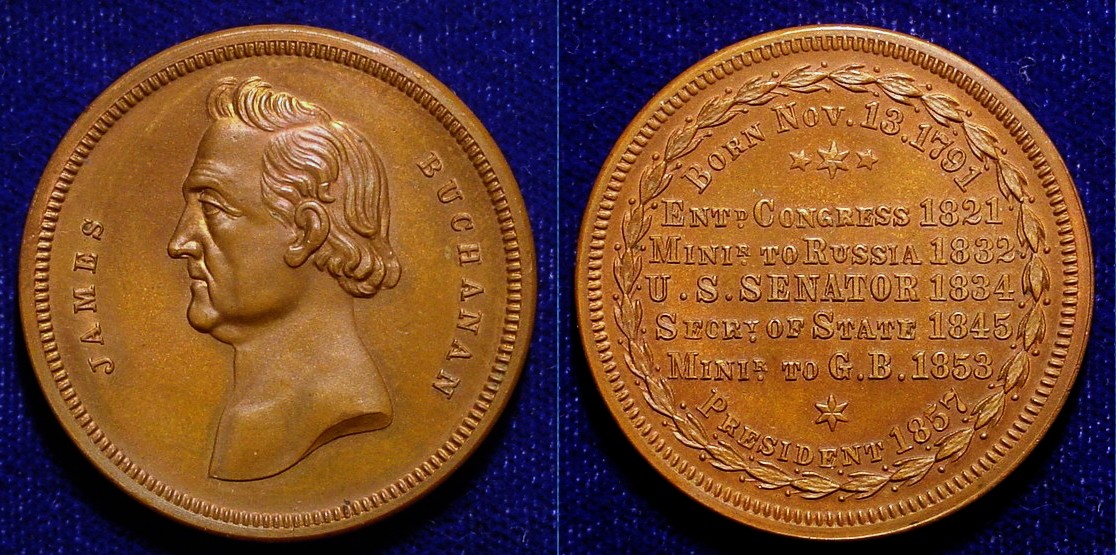 JAMES
BUCHANAN
BORN NOV. 13. 1791
ENTD CONGRESS 1821
MINIR TO RUSSIA 1832
U.S. SENATOR 1834
SECRY OF STATE 1845
MINIR TO G.B. 1853
PRESIDENT 1857